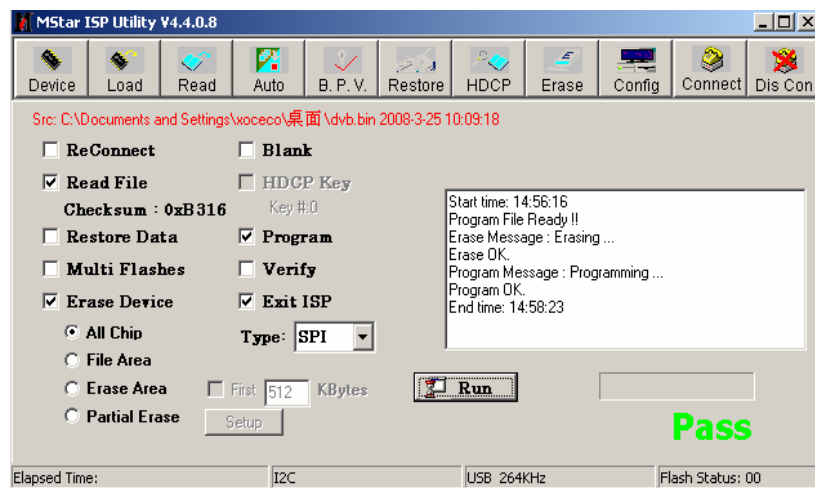 MStar ISP Utility V4.4.0.8
Device Load Read Auto B. P. V. Restore HDCP Erase Config Connect Dis Con
Src: C:\Documents and Settings\xoceco\桌面\dvb.bin 2008-3-25 10:09:18
ReConnect Blank
Read File HDCP Key
Checksum : 0xB316 Key #:0
Restore Data Program
Multi Flashes Verify
Erase Device Exit ISP
All Chip Type: SPI
File Area
Erase Area First 512 KBytes
Partial Erase Setup
Start time: 14:56:16
Program File Ready !!
Erase Message : Erasing ...
Erase OK.
Program Message : Programming ...
Program OK.
End time: 14:58:23
Run
Pass
Elapsed Time: I2C USB 264KHz Flash Status: 00